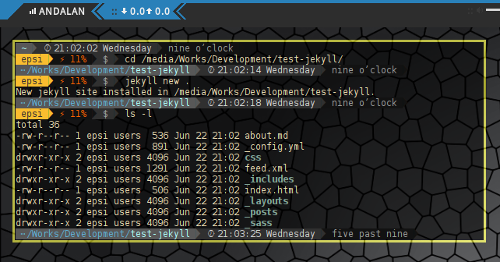 ANDALAN :: 0.0 0.0
~ 21:02:02 Wednesday nine o'clock
epsi ⚡ 11% $ cd /media/Works/Development/test-jekyll/
~/Works/Development/test-jekyll 21:02:14 Wednesday nine o'clock
epsi ⚡ 11% $ jekyll new .
New jekyll site installed in /media/Works/Development/test-jekyll.
~/Works/Development/test-jekyll 21:02:18 Wednesday nine o'clock
epsi ⚡ 11% $ ls -l
total 36
-rw-r--r-- 1 epsi users 536 Jun 22 21:02 about.md
-rw-r--r-- 1 epsi users 891 Jun 22 21:02 _config.yml
drwxr-xr-x 2 epsi users 4096 Jun 22 21:02 css
-rw-r--r-- 1 epsi users 1291 Jun 22 21:02 feed.xml
drwxr-xr-x 2 epsi users 4096 Jun 22 21:02 _includes
-rw-r--r-- 1 epsi users 506 Jun 22 21:02 index.html
drwxr-xr-x 2 epsi users 4096 Jun 22 21:02 _layouts
drwxr-xr-x 2 epsi users 4096 Jun 22 21:02 _posts
drwxr-xr-x 2 epsi users 4096 Jun 22 21:02 _sass
~/Works/Development/test-jekyll 21:03:25 Wednesday five past nine